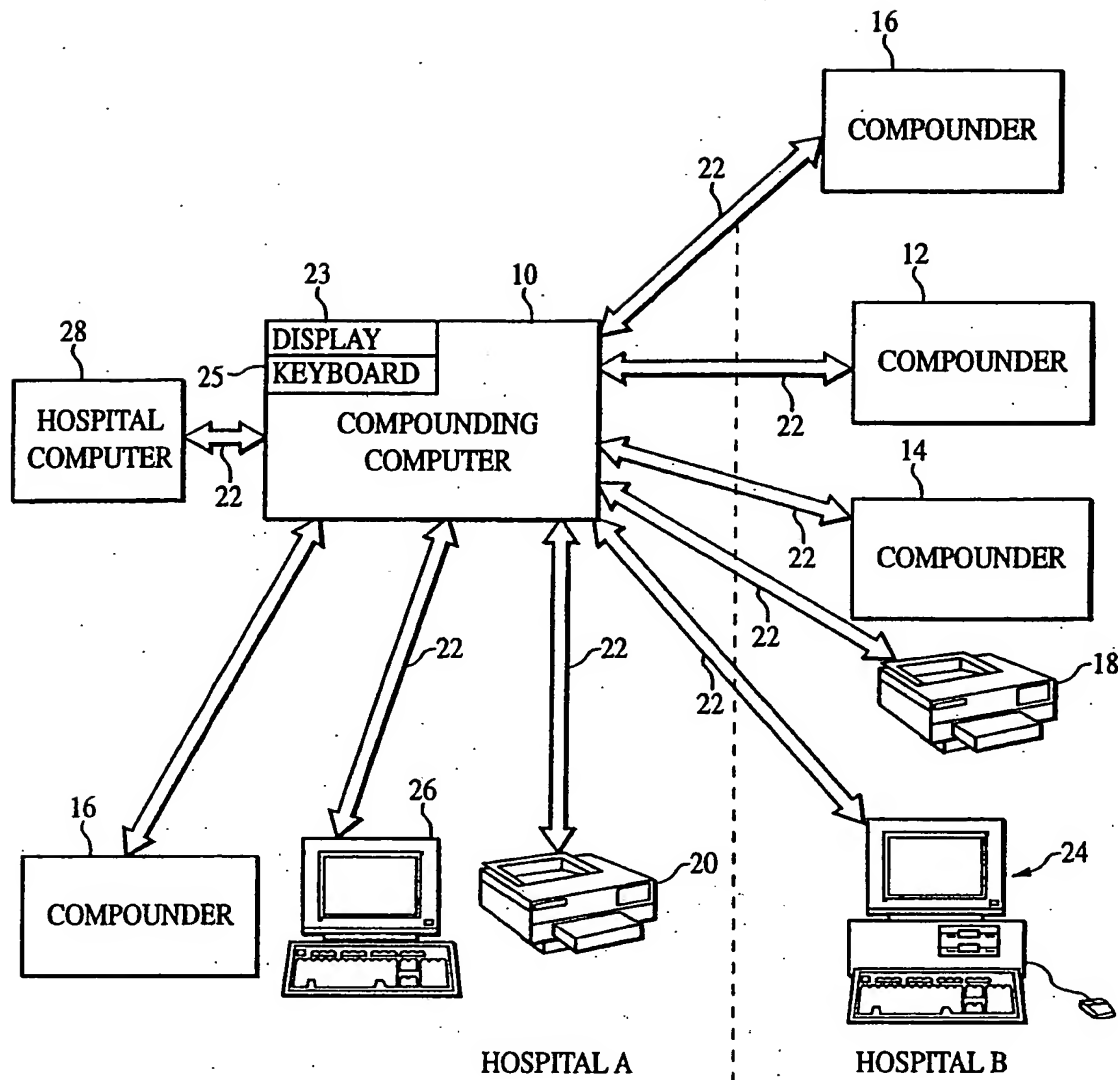 16
COMPOUNDER
22
23
10
12
DISPLAY
KEYBOARD
28
25
COMPOUNDER
HOSPITAL
COMPUTER
COMPOUNDING
COMPUTER
22
22
14
COMPOUNDER
22
22
22
22
22
18
16
26
20
24
COMPOUNDER
HOSPITAL A
HOSPITAL B